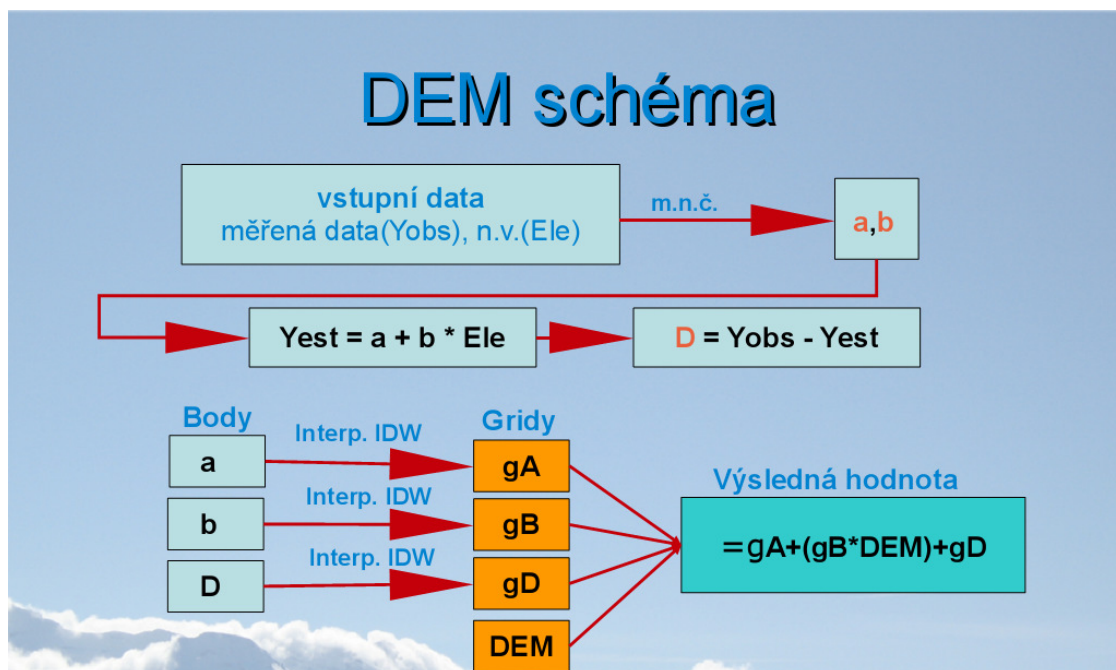 DEM schéma
vstupní data
měřená data(Yobs), n.v.(Ele)
m.n.č.
a,b
Yest = a + b * Ele
D = Yobs - Yest
Body
Interp. IDW
Gridy
a
gA
Interp. IDW
b
gB
Interp. IDW
D
gD
DEM
Výsledná hodnota
=gA+(gB*DEM)+gD